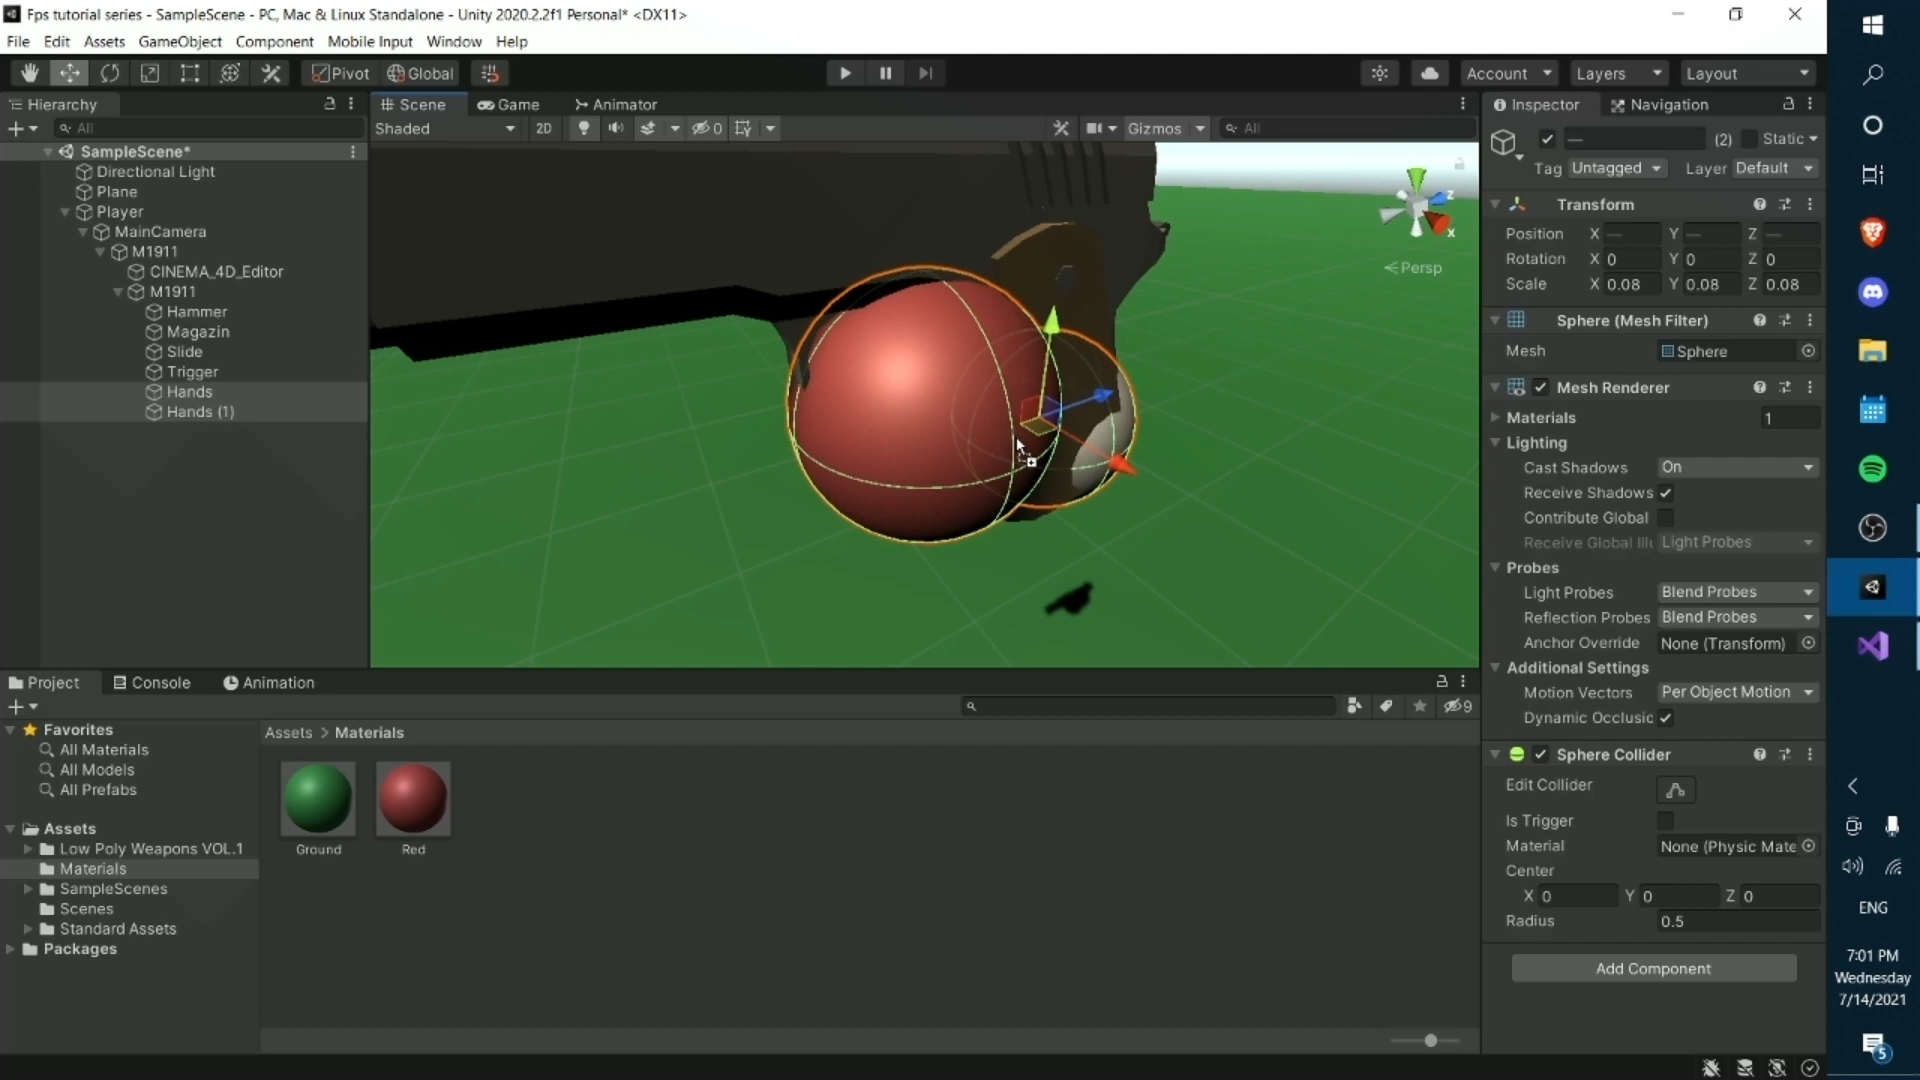 Fps tutorial series - SampleScene - PC, Mac & Linux Standalone - Unity 2020.2.2f1 Personal* <DX11>
File Edit Assets GameObject Component Mobile Input Window Help
Pivot Global Account Layers Layout
Hierarchy
All
SampleScene*
Directional Light
Plane
Player
MainCamera
M1911
CINEMA_4D_Editor
M1911
Hammer
Magazin
Slide
Trigger
Hands
Hands (1)
Scene Game Animator
Shaded 2D 0 Gizmos All
z
x
Persp
Inspector Navigation
— (2) Static
Tag Untagged Layer Default
Transform
Position X — Y — Z —
Rotation X 0 Y 0 Z 0
Scale X 0.08 Y 0.08 Z 0.08
Sphere (Mesh Filter)
Mesh Sphere
Mesh Renderer
Materials 1
Lighting
Cast Shadows On
Receive Shadows
Contribute Global
Receive Global Illu Light Probes
Probes
Light Probes Blend Probes
Reflection Probes Blend Probes
Anchor Override None (Transform)
Additional Settings
Motion Vectors Per Object Motion
Dynamic Occlusic
Sphere Collider
Edit Collider
Is Trigger
Material None (Physic Mate
Center
X 0 Y 0 Z 0
Radius 0.5
Add Component
Project Console Animation
9
Favorites
All Materials
All Models
All Prefabs
Assets
Low Poly Weapons VOL.1
Materials
SampleScenes
Scenes
Standard Assets
Packages
Assets > Materials
Ground Red
ENG
7:01 PM
Wednesday
7/14/2021
5